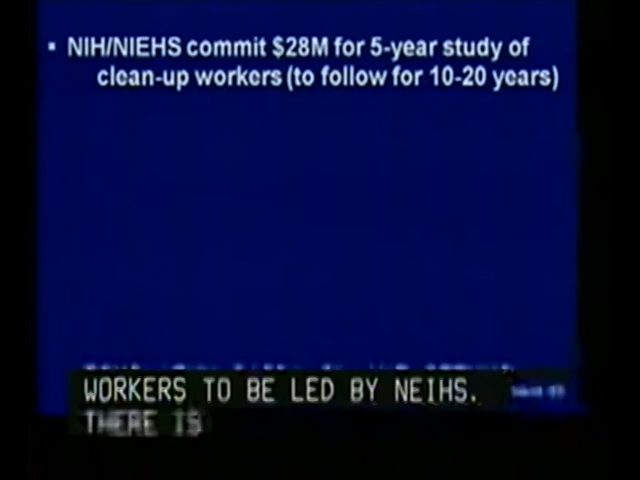 ▪ NIH/NIEHS commit $28M for 5-year study of
clean-up workers (to follow for 10-20 years)
WORKERS TO BE LED BY NEIHS.
THERE IS